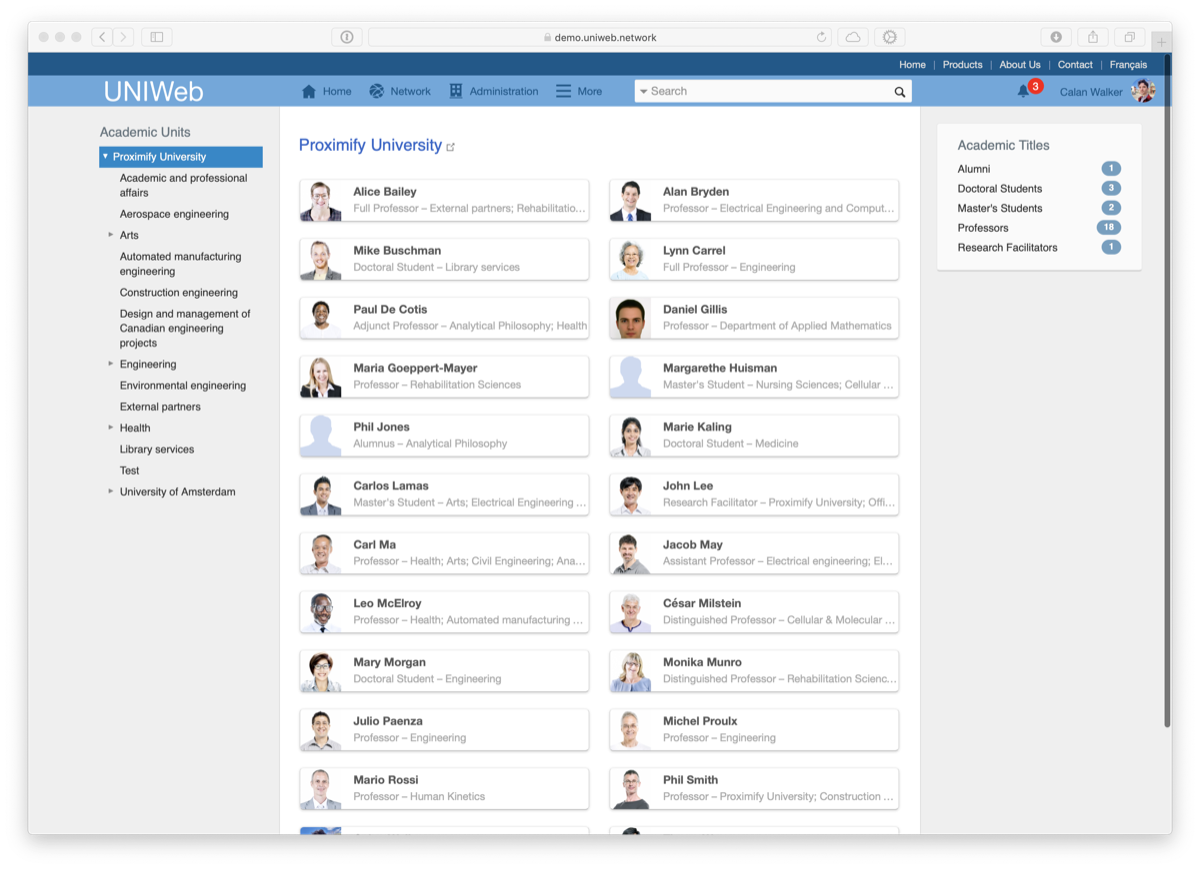 demo.uniweb.network
Home | Products | About Us | Contact | Français
UNIWeb
Home
Network
Administration
More
Search
3
Calan Walker
Academic Units
Proximify University
Academic and professional
affairs
Aerospace engineering
Arts
Automated manufacturing
engineering
Construction engineering
Design and management of
Canadian engineering
projects
Engineering
Environmental engineering
External partners
Health
Library services
Test
University of Amsterdam
Proximify University
Alice Bailey
Full Professor – External partners; Rehabilitatio...
Alan Bryden
Professor – Electrical Engineering and Comput...
Mike Buschman
Doctoral Student – Library services
Lynn Carrel
Full Professor – Engineering
Paul De Cotis
Adjunct Professor – Analytical Philosophy; Health
Daniel Gillis
Professor – Department of Applied Mathematics
Maria Goeppert-Mayer
Professor – Rehabilitation Sciences
Margarethe Huisman
Master's Student – Nursing Sciences; Cellular ...
Phil Jones
Alumnus – Analytical Philosophy
Marie Kaling
Doctoral Student – Medicine
Carlos Lamas
Master's Student – Arts; Electrical Engineering ...
John Lee
Research Facilitator – Proximify University; Offi...
Carl Ma
Professor – Health; Arts; Civil Engineering; Ana...
Jacob May
Assistant Professor – Electrical engineering; El...
Leo McElroy
Professor – Health; Automated manufacturing ...
César Milstein
Distinguished Professor – Cellular & Molecular ...
Mary Morgan
Doctoral Student – Engineering
Monika Munro
Distinguished Professor – Rehabilitation Scienc...
Julio Paenza
Professor – Engineering
Michel Proulx
Professor – Engineering
Mario Rossi
Professor – Human Kinetics
Phil Smith
Professor – Proximify University; Construction ...
Academic Titles
Alumni 1
Doctoral Students 3
Master's Students 2
Professors 18
Research Facilitators 1